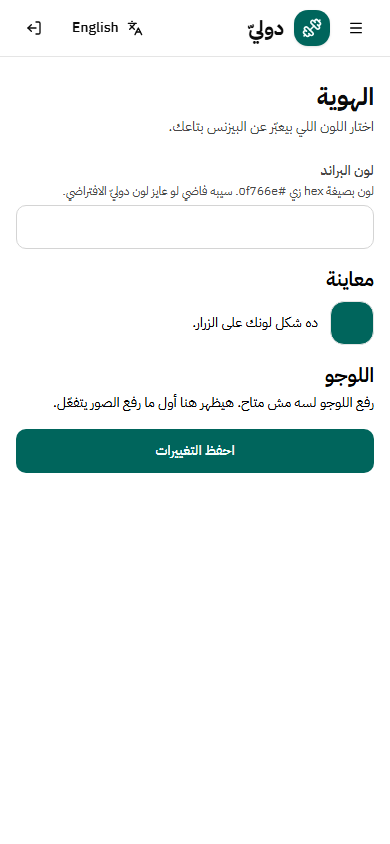 دوليّ
English
الهوية
اختار اللون اللي بيعبّر عن البيزنس بتاعك.
لون البراند
لون بصيغة hex زي #0f766e. سيبه فاضي لو عايز لون دوليّ الافتراضي.
معاينة
ده شكل لونك على الزرار.
اللوجو
رفع اللوجو لسه مش متاح. هيظهر هنا أول ما رفع الصور يتفعّل.
احفظ التغييرات